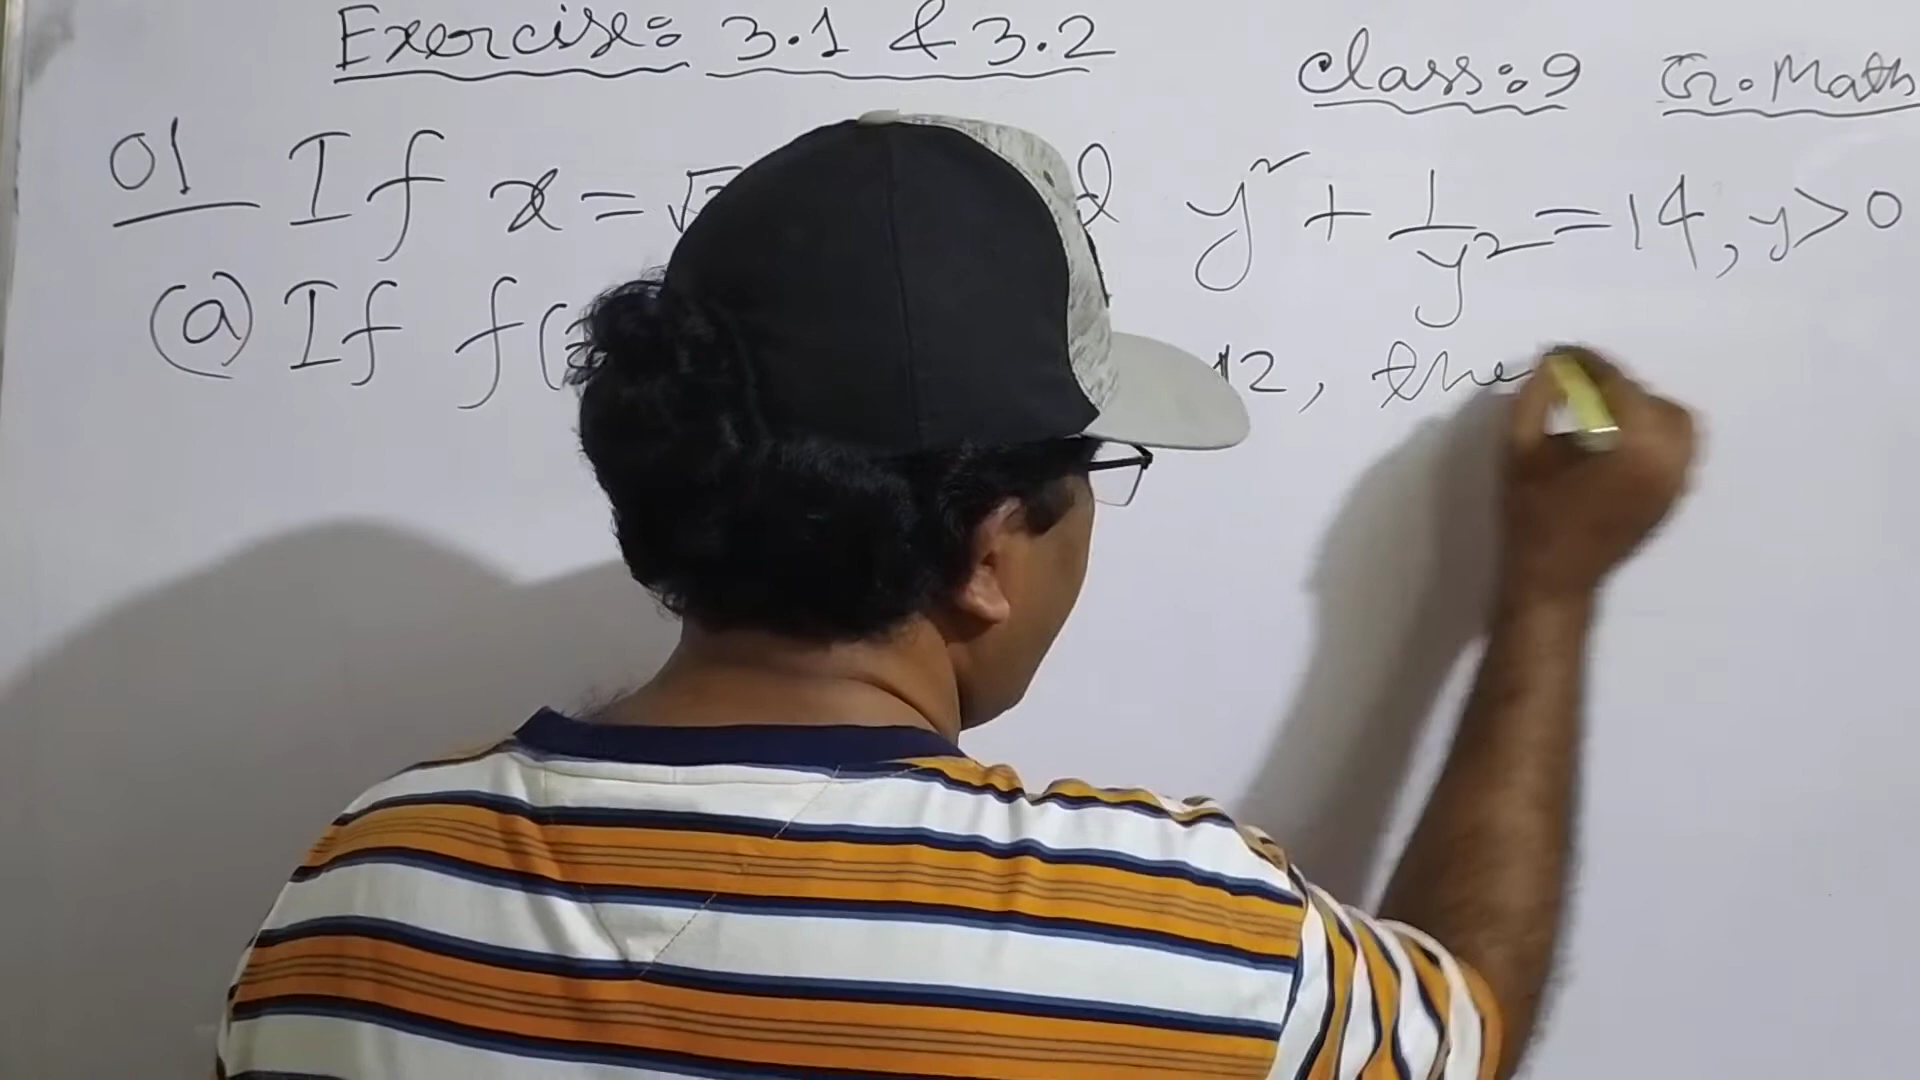 Exercise: 3.1 & 3.2
Class: 9 G. Math
01 If x = √ y² + 1/y² = 14, y > 0
(a) If f( 12, the